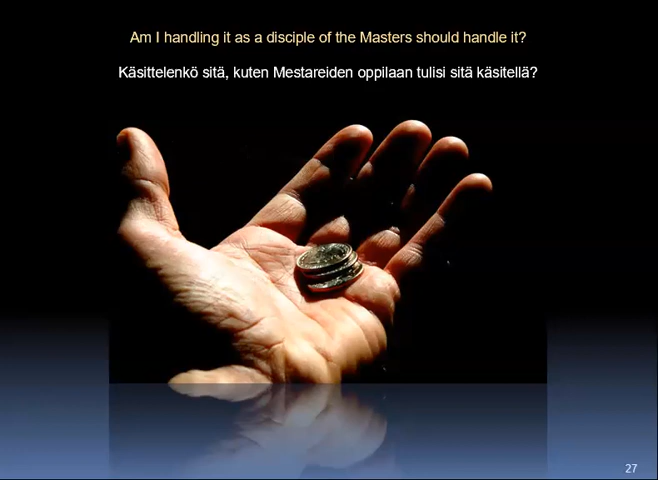 Am I handling it as a disciple of the Masters should handle it?
Käsittelenkö sitä, kuten Mestareiden oppilaan tulisi sitä käsitellä?
27